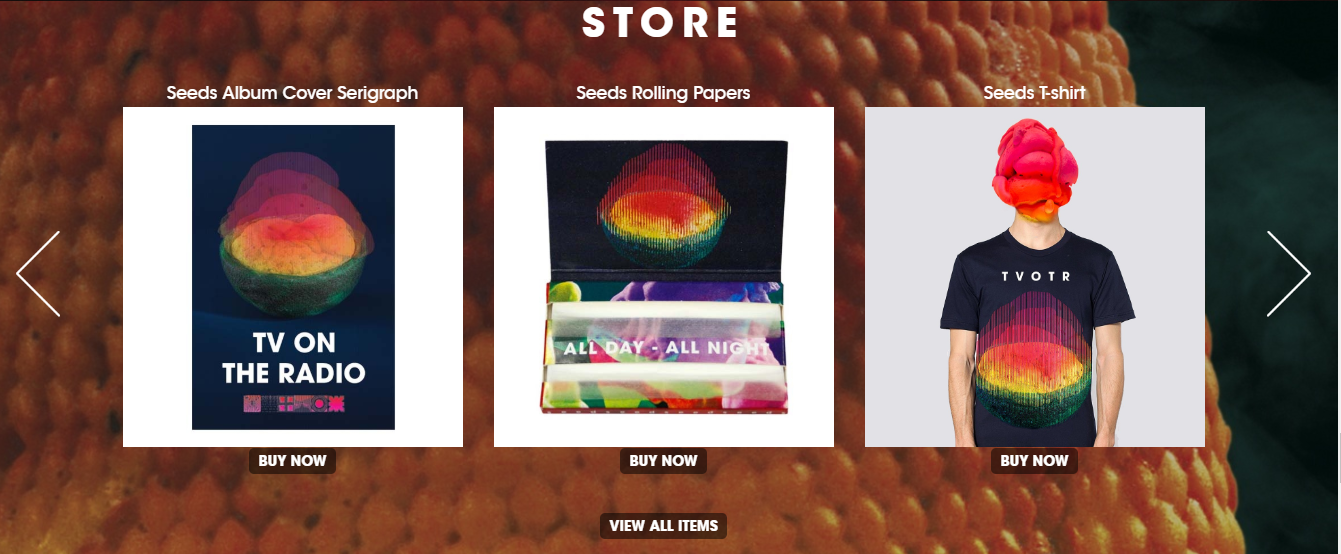 STORE
Seeds Album Cover Serigraph
Seeds Rolling Papers
Seeds T-shirt
TV ON
THE RADIO
ALL DAY - ALL NIGHT
TVOTR
BUY NOW
BUY NOW
BUY NOW
VIEW ALL ITEMS